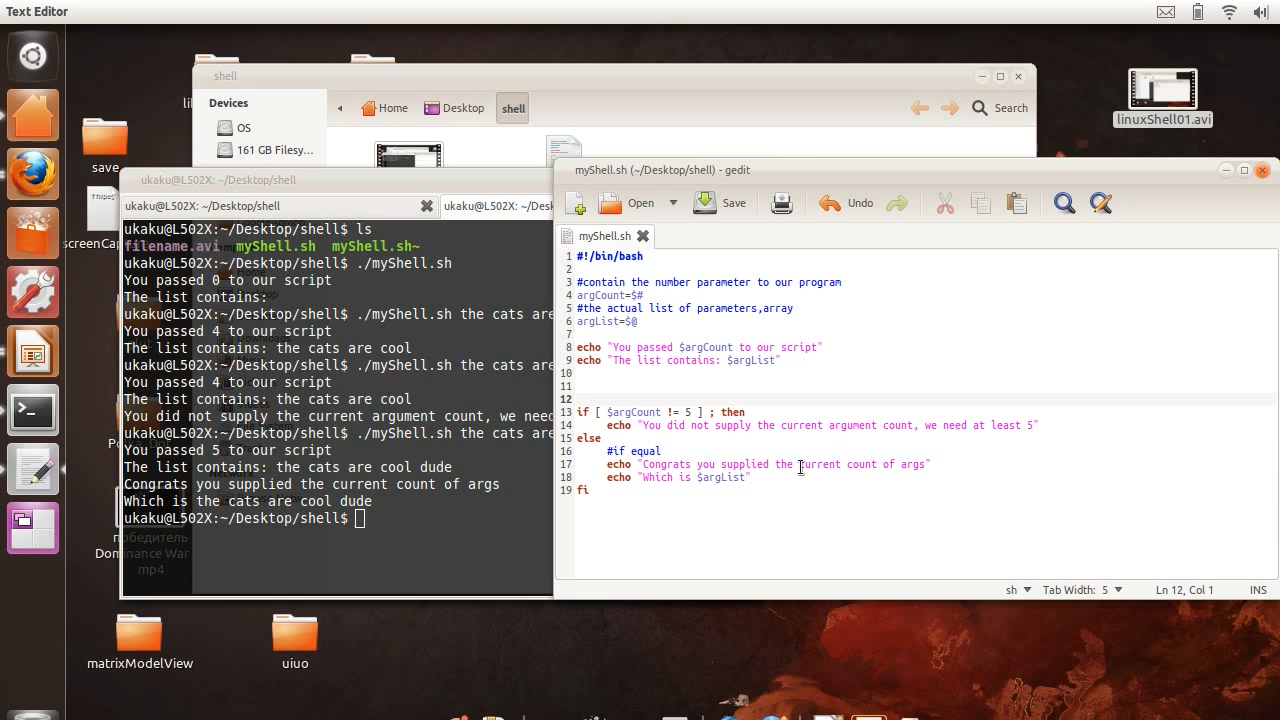 Text Editor
shell
Devices
OS
161 GB Filesy...
Home
Desktop
shell
Search
linuxShell01.avi
save
ukaku@L502X: ~/Desktop/shell
ukaku@L502X: ~/Desktop/shell
ukaku@L502X: ~/Des
ukaku@L502X:~/Desktop/shell$ ls
filename.avi myShell.sh myShell.sh~
ukaku@L502X:~/Desktop/shell$ ./myShell.sh
You passed 0 to our script
The list contains:
ukaku@L502X:~/Desktop/shell$ ./myShell.sh the cats are
You passed 4 to our script
The list contains: the cats are cool
ukaku@L502X:~/Desktop/shell$ ./myShell.sh the cats are
You passed 4 to our script
The list contains: the cats are cool
You did not supply the current argument count, we need
ukaku@L502X:~/Desktop/shell$ ./myShell.sh the cats are
You passed 5 to our script
The list contains: the cats are cool dude
Congrats you supplied the current count of args
Which is the cats are cool dude
ukaku@L502X:~/Desktop/shell$
myShell.sh (~/Desktop/shell) - gedit
Open
Save
Undo
myShell.sh
1 #!/bin/bash
2
3 #contain the number parameter to our program
4 argCount=$#
5 #the actual list of parameters,array
6 argList=$@
7
8 echo "You passed $argCount to our script"
9 echo "The list contains: $argList"
10
11
12
13 if [ $argCount != 5 ] ; then
14 echo "You did not supply the current argument count, we need at least 5"
15 else
16 #if equal
17 echo "Congrats you supplied the current count of args"
18 echo "Which is $argList"
19 fi
sh
Tab Width: 5
Ln 12, Col 1
INS
screenCap
победитель
Dominance War
mp4
matrixModelView
uiuo